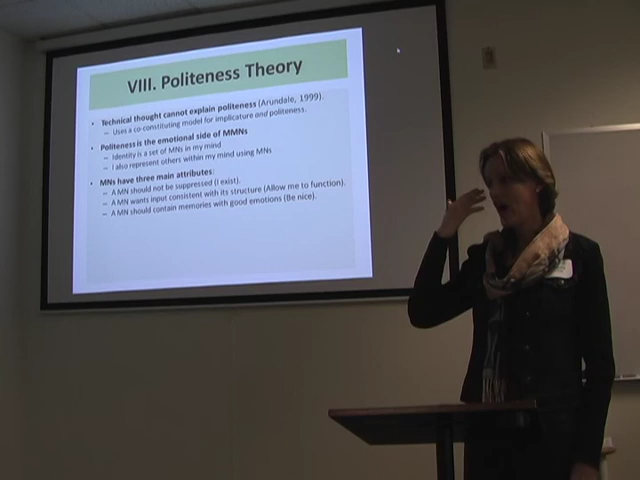 VIII. Politeness Theory
• Technical thought cannot explain politeness (Arundale, 1999).
– Uses a co-constituting model for implicature and politeness.
• Politeness is the emotional side of MMNs
– Identity is a set of MNs in my mind
– I also represent others within my mind using MNs
• MNs have three main attributes:
– A MN should not be suppressed (I exist).
– A MN wants input consistent with its structure (Allow me to function).
– A MN should contain memories with good emotions (Be nice).